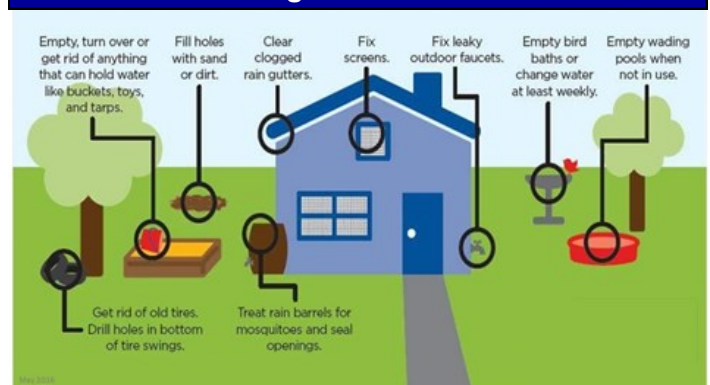 Empty, turn over or
get rid of anything
that can hold water
like buckets, toys,
and tarps.
Fill holes
with sand
or dirt.
Clear
clogged
rain gutters.
Fix
screens.
Fix leaky
outdoor faucets.
Empty bird
baths or
change water
at least weekly.
Empty wading
pools when
not in use.
Get rid of old tires.
Drill holes in bottom
of tire swings.
Treat rain barrels for
mosquitoes and seal
openings.